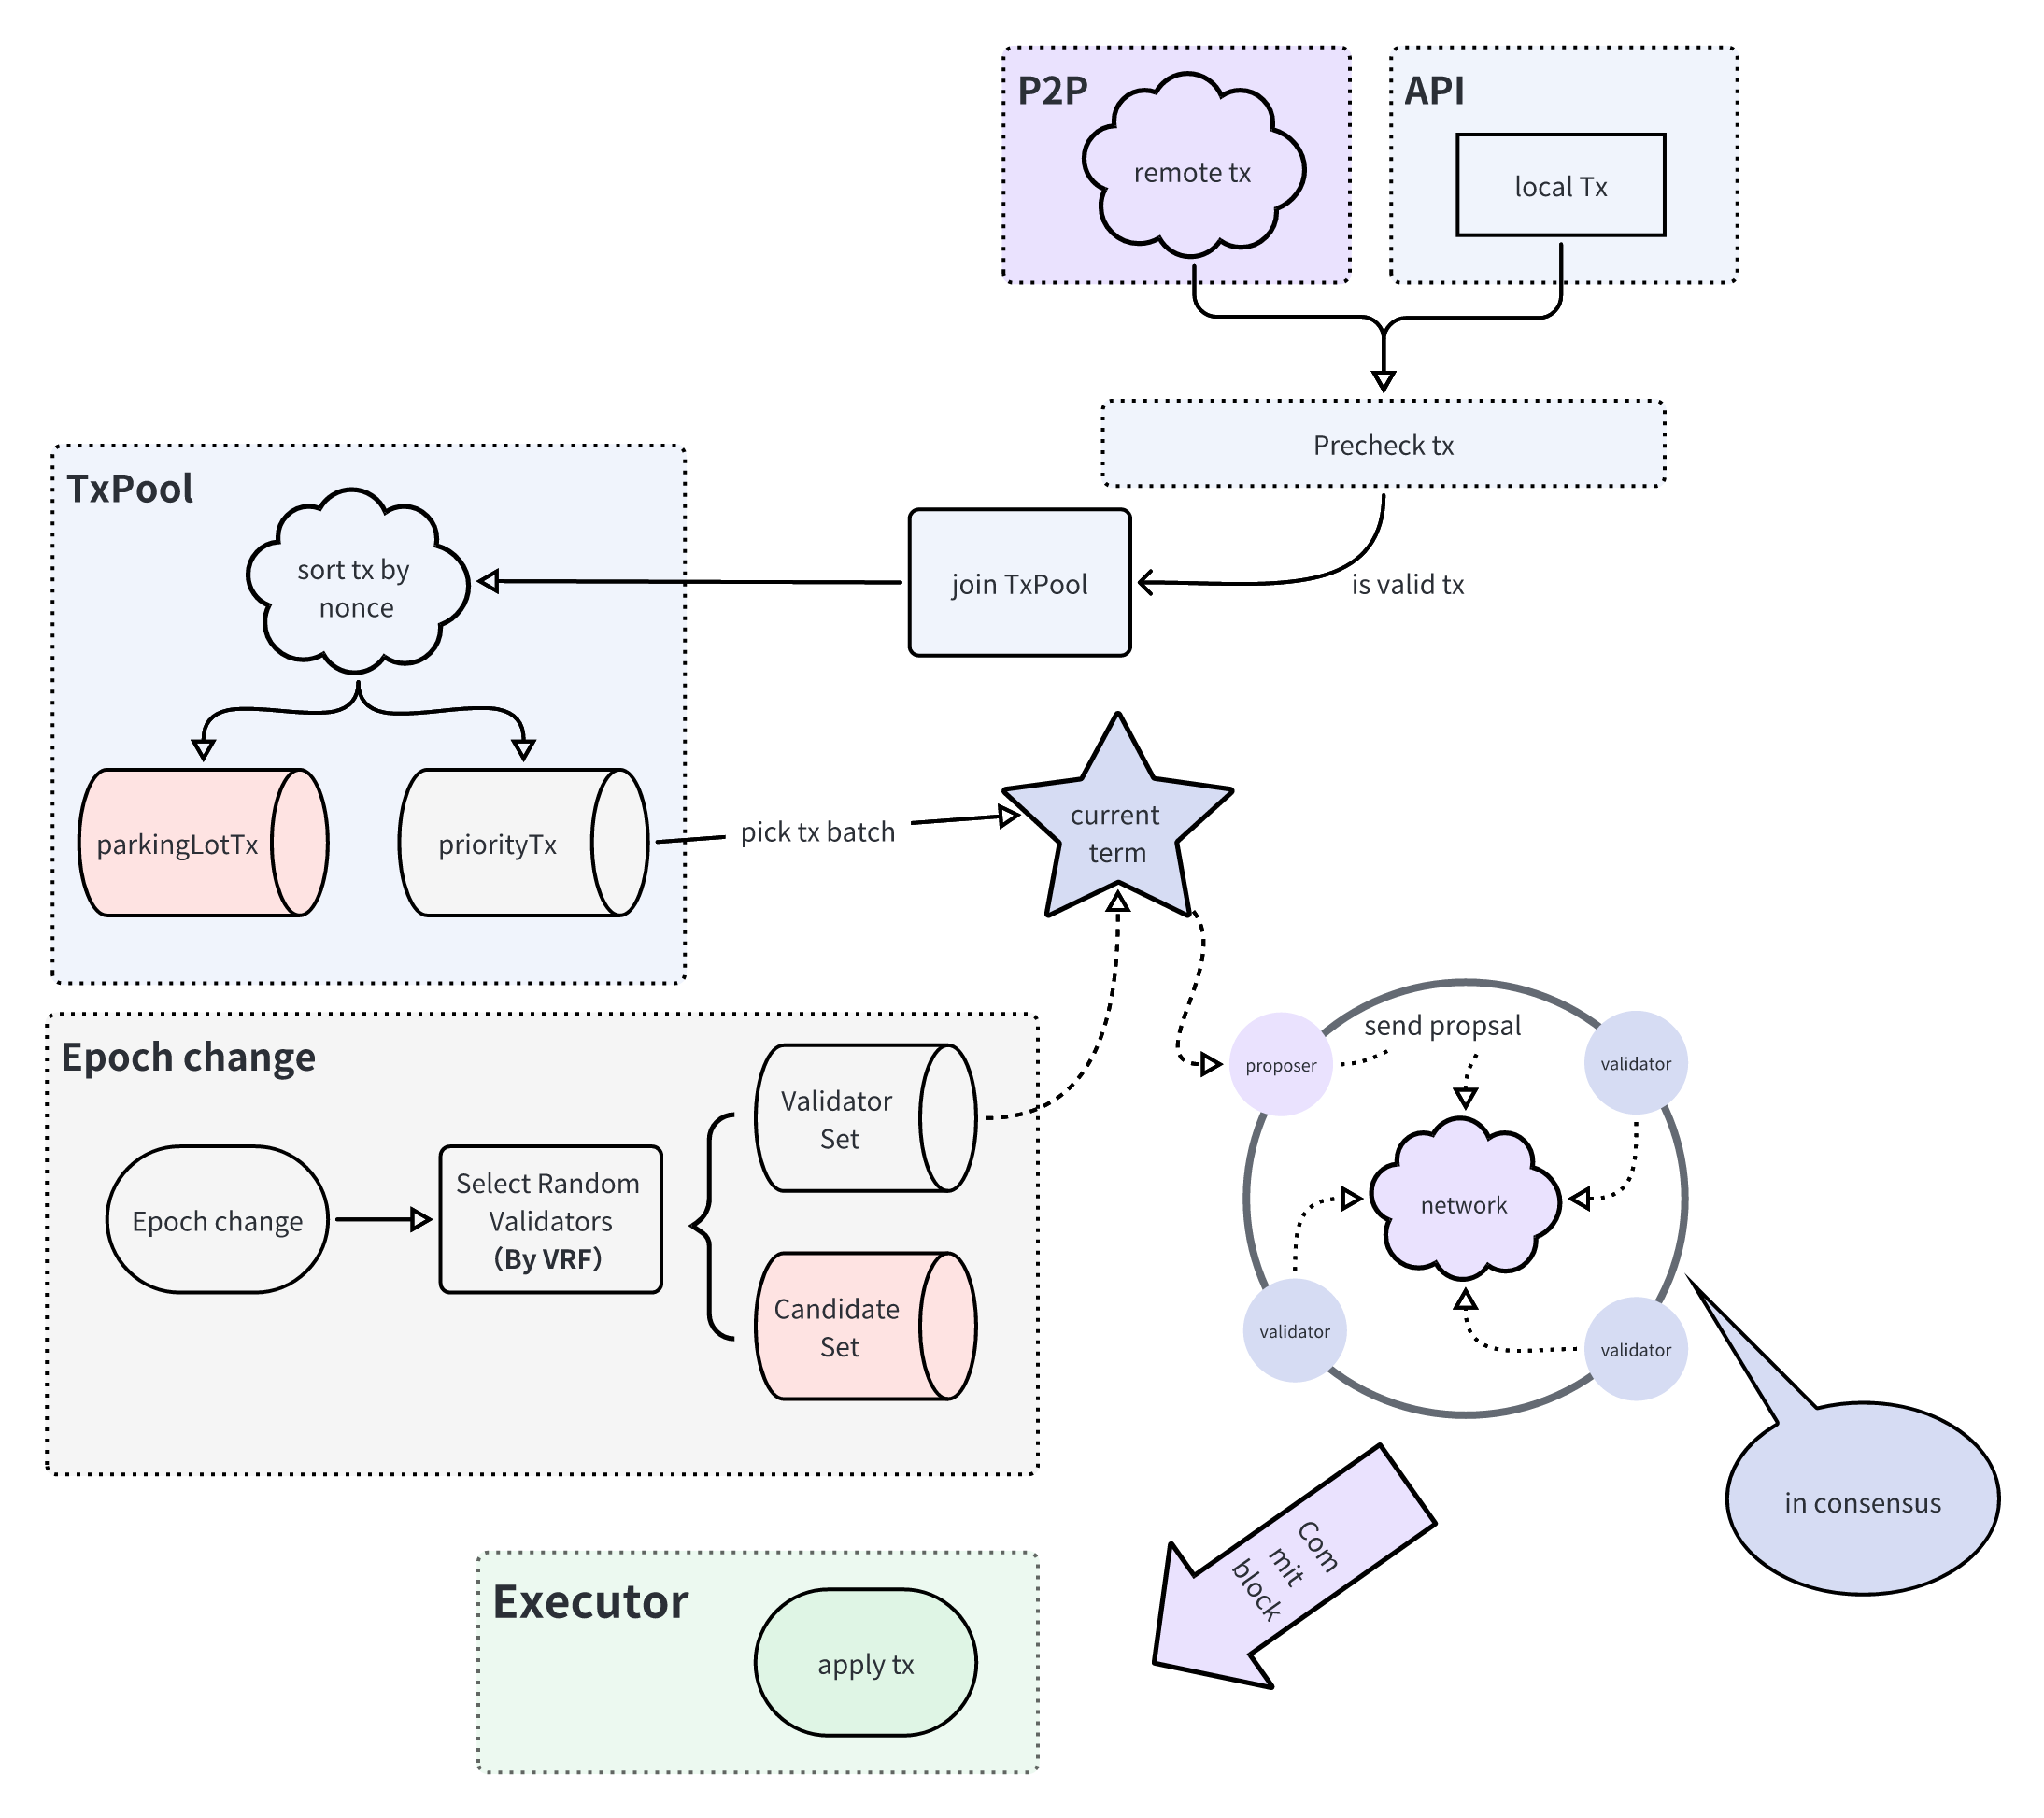 P2P
remote tx
API
local Tx
Precheck tx
is valid tx
join TxPool
TxPool
sort tx by
nonce
parkingLotTx
priorityTx
pick tx batch
current
term
Epoch change
Epoch change
Select Random
Validators
（By VRF）
Validator
Set
Candidate
Set
send propsal
proposer
validator
network
validator
validator
in consensus
Com
mit
block
Executor
apply tx